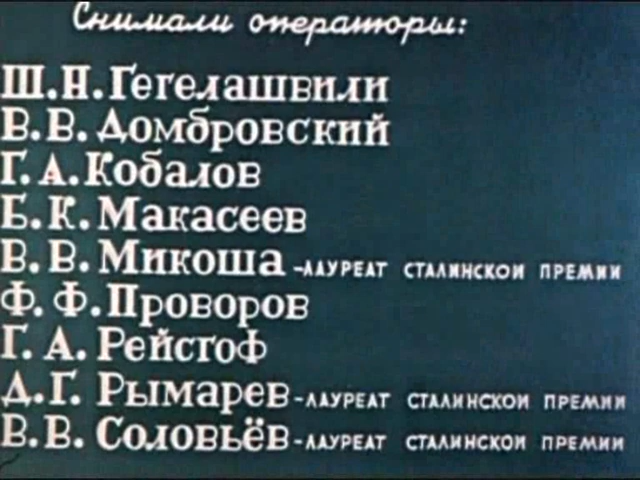 Снимали операторы:
Ш.Н.Гегелашвили
В.В.Домбровский
Г.А.Кобалов
Б.К.Макасеев
В.В.Микоша-ЛАУРЕАТ СТАЛИНСКОЙ ПРЕМИИ
Ф.Ф.Проворов
Г.А.Рейсгоф
Д.Г.Рымарев-ЛАУРЕАТ СТАЛИНСКОЙ ПРЕМИИ
В.В.Соловьёв-ЛАУРЕАТ СТАЛИНСКОЙ ПРЕМИИ